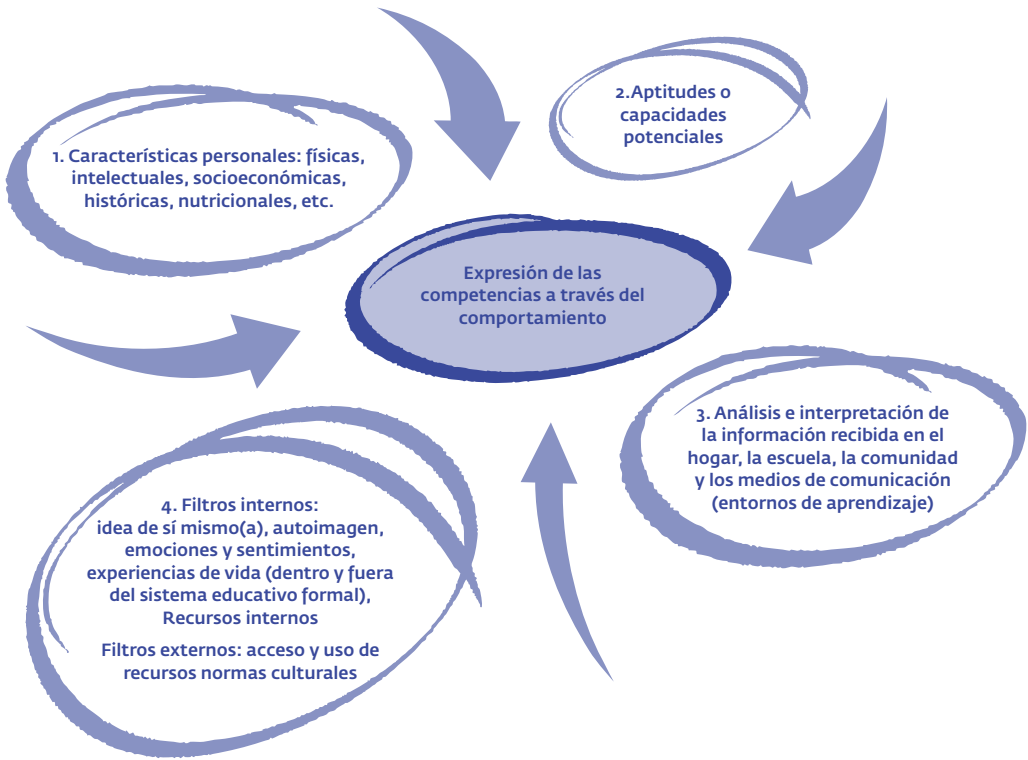 1. Características personales: físicas,
intelectuales, socioeconómicas,
históricas, nutricionales, etc.
2.Aptitudes o
capacidades
potenciales
Expresión de las
competencias a través del
comportamiento
3. Análisis e interpretación de
la información recibida en el
hogar, la escuela, la comunidad
y los medios de comunicación
(entornos de aprendizaje)
4. Filtros internos:
idea de sí mismo(a), autoimagen,
emociones y sentimientos,
experiencias de vida (dentro y fuera
del sistema educativo formal),
Recursos internos
Filtros externos: acceso y uso de
recursos normas culturales